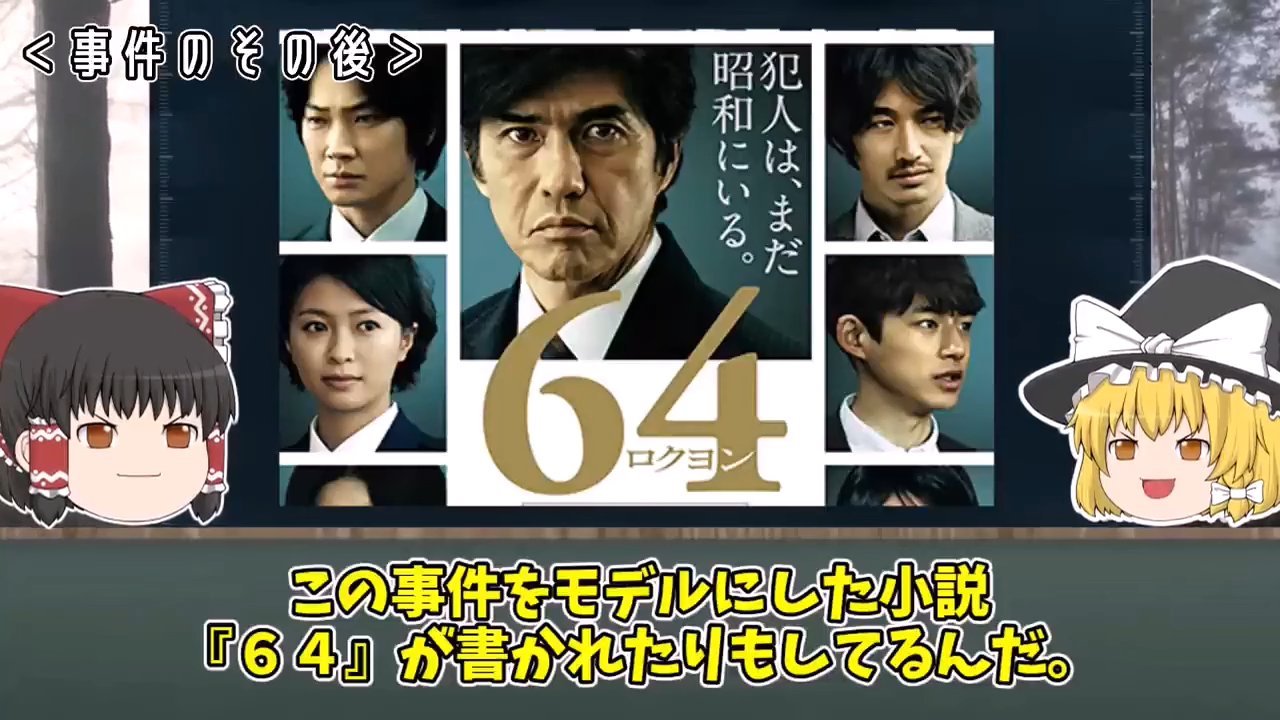 ＜事件のその後＞
犯人は、まだ
昭和にいる。
64
ロクヨン
この事件をモデルにした小説
『６４』が書かれたりもしてるんだ。